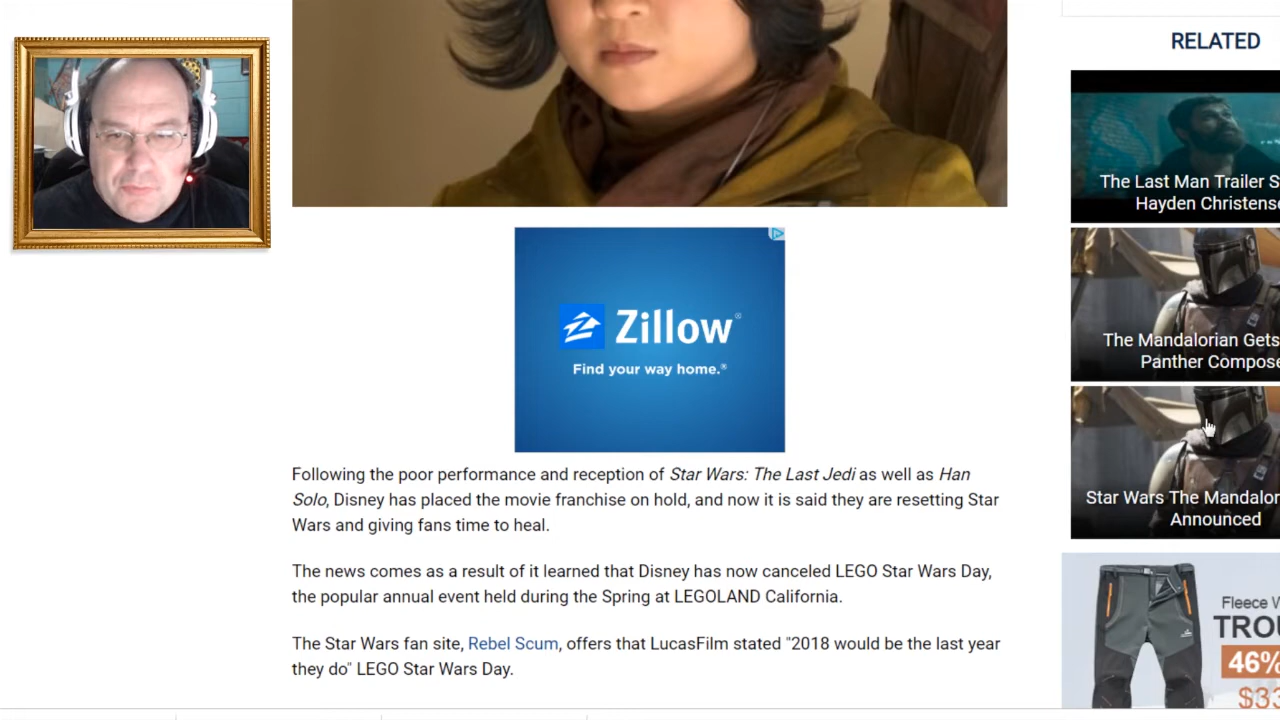 RELATED
The Last Man Trailer S
Hayden Christens
The Mandalorian Gets
Panther Compos
Star Wars The Mandalor
Announced
Zillow®
Find your way home.®
Following the poor performance and reception of Star Wars: The Last Jedi as well as Han
Solo, Disney has placed the movie franchise on hold, and now it is said they are resetting Star
Wars and giving fans time to heal.
The news comes as a result of it learned that Disney has now canceled LEGO Star Wars Day,
the popular annual event held during the Spring at LEGOLAND California.
The Star Wars fan site, Rebel Scum, offers that LucasFilm stated "2018 would be the last year
they do" LEGO Star Wars Day.
Fleece W
TROU
46%
$33